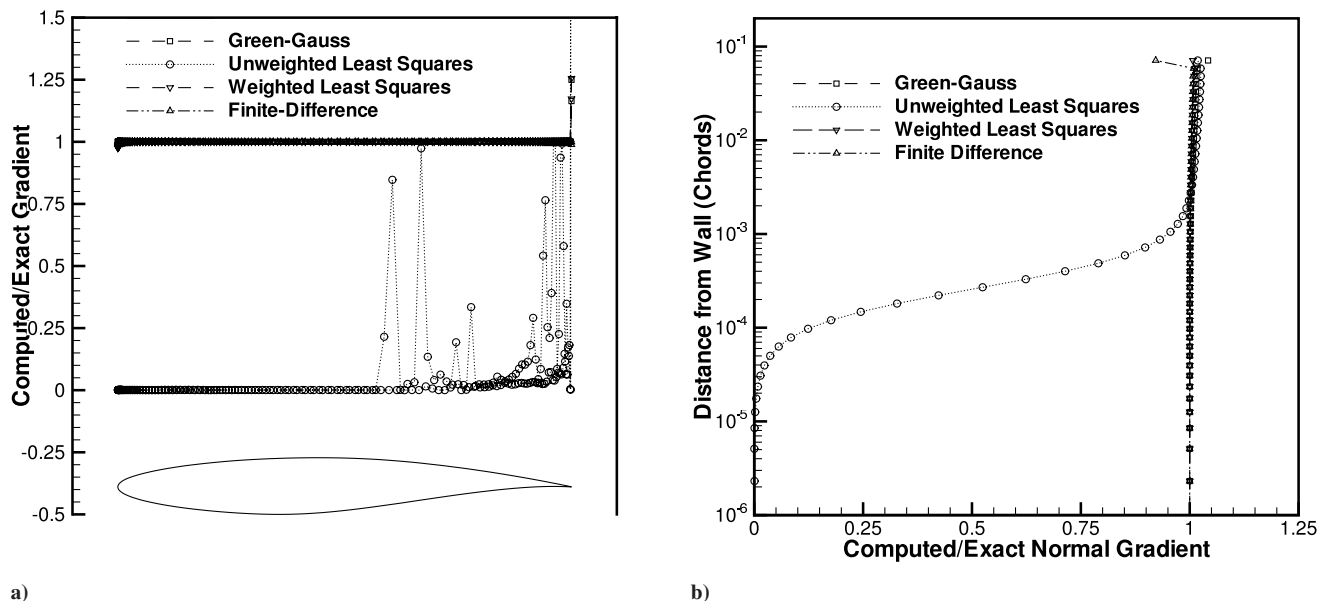 1.5
1.25
1
0.75
0.5
0.25
0
-0.25
-0.5
Computed/Exact Gradient
Green-Gauss
Unweighted Least Squares
Weighted Least Squares
Finite-Difference
a)
10-1
10-2
10-3
10-4
10-5
10-6
Distance from Wall (Chords)
Green-Gauss
Unweighted Least Squares
Weighted Least Squares
Finite Difference
0 0.25 0.5 0.75 1 1.25
Computed/Exact Normal Gradient
b)